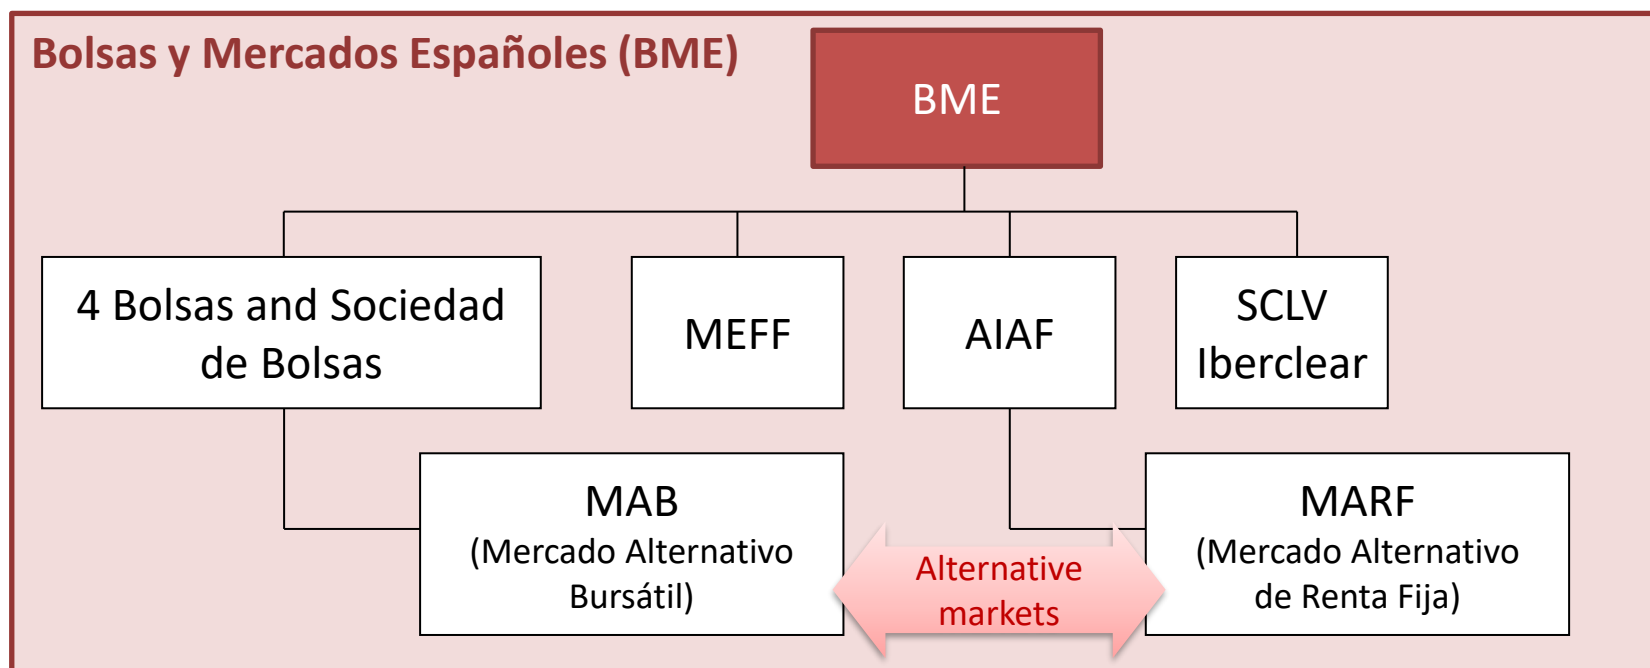 Bolsas y Mercados Españoles (BME)
BME
4 Bolsas and Sociedad
de Bolsas
MEFF
AIAF
SCLV
Iberclear
MAB
(Mercado Alternativo
Bursátil)
Alternative
markets
MARF
(Mercado Alternativo
de Renta Fija)